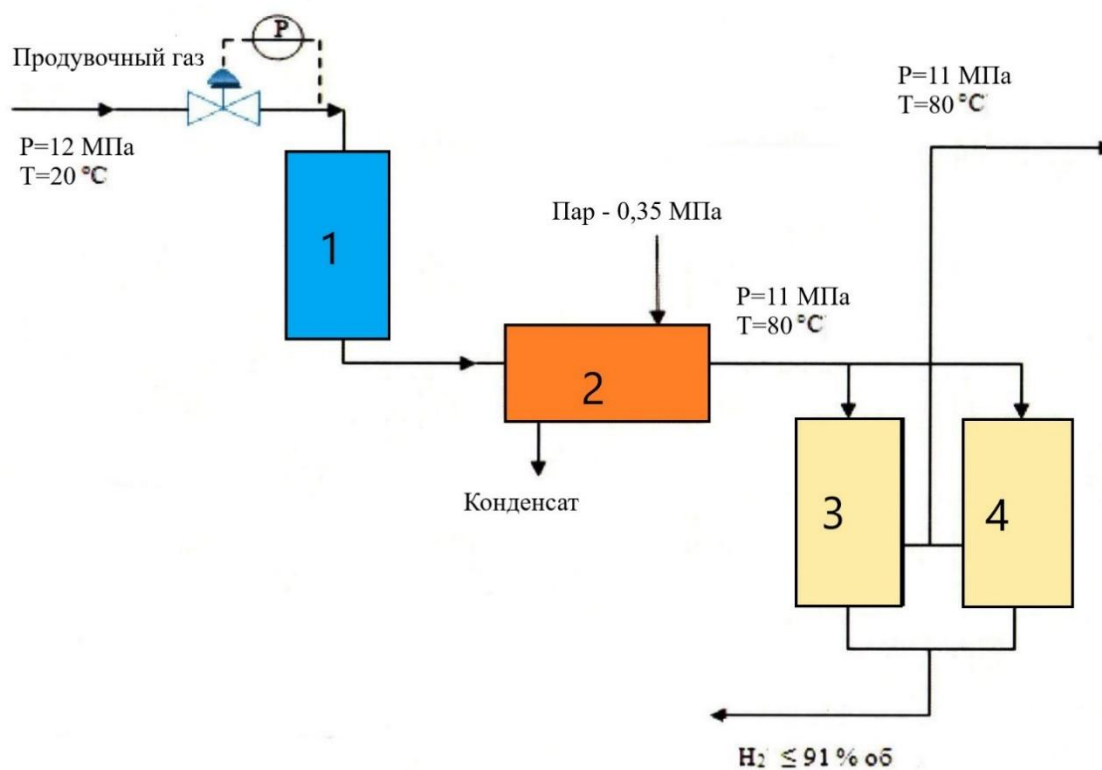 P
Продувочный газ
P=12 МПа
T=20 °C
P=11 МПа
T=80 °C
1
Пар - 0,35 МПа
P=11 МПа
T=80 °C
2
Конденсат
3
4
H₂ ≤ 91 % об